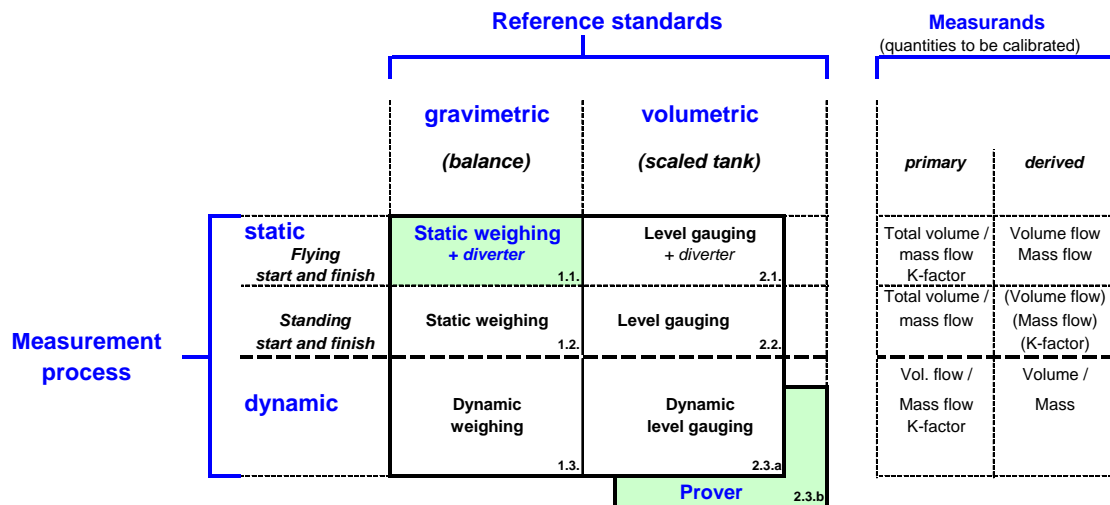 Reference standards
Measurands
(quantities to be calibrated)
gravimetric
volumetric
(balance)
(scaled tank)
primary
derived
static
Flying
start and finish
Static weighing
+ diverter
1.1.
Level gauging
+ diverter
2.1.
Total volume /
mass flow
K-factor
Volume flow
Mass flow
Measurement
process
Standing
start and finish
Static weighing
1.2.
Level gauging
2.2.
Total volume /
mass flow
(Volume flow)
(Mass flow)
(K-factor)
dynamic
Dynamic
weighing
1.3.
Dynamic
level gauging
2.3.a
Vol. flow /
Mass flow
K-factor
Volume /
Mass
Prover
2.3.b